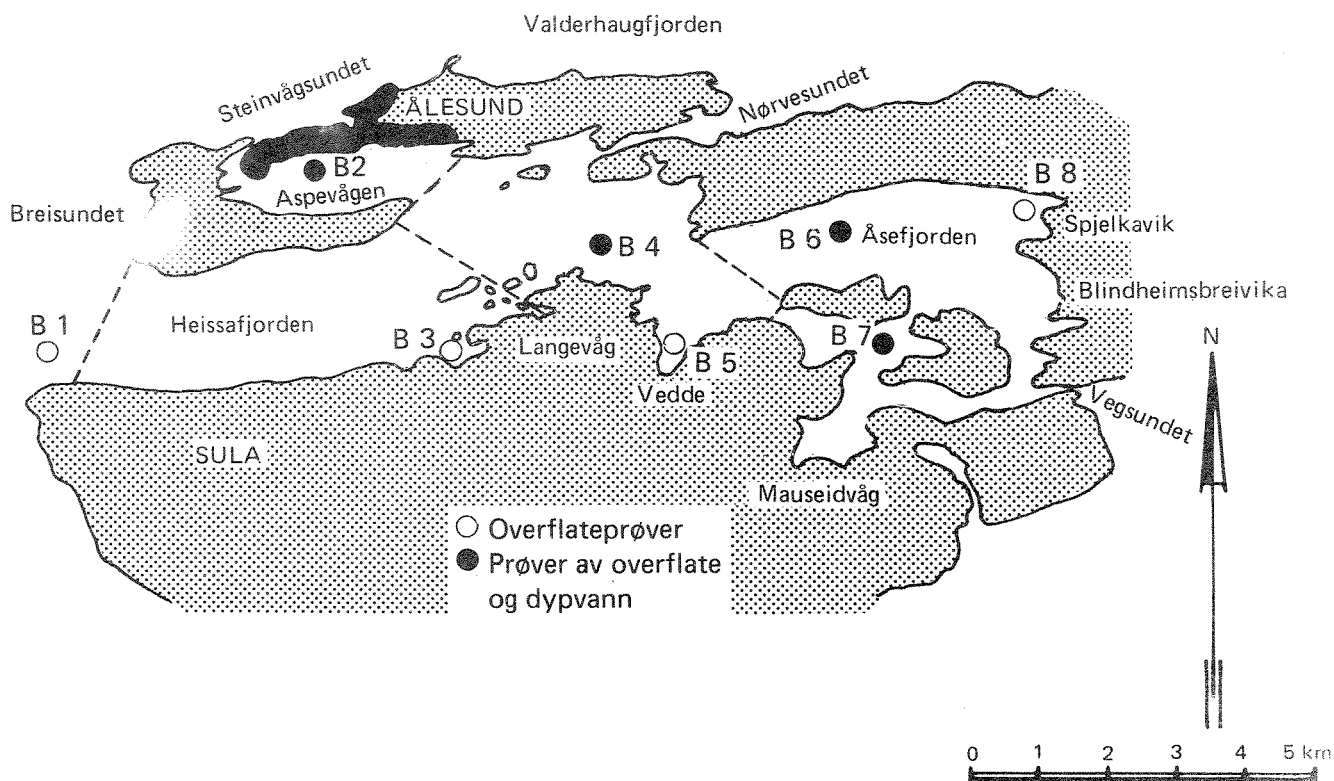 Valderhaugfjorden
Steinvågsundet
Nørvesundet
ÅLESUND
B2
Aspevågen
B 8
Breisundet
B 4
B 6
Åsefjorden
Spjelkavik
Blindheimsbreivika
Heissafjorden
B 1
B 3
Langevåg
B 5
B 7
Vedde
N
Vegsundet
SULA
Mauseidvåg
Overflateprøver
Prøver av overflate
og dypvann
0 1 2 3 4 5 km